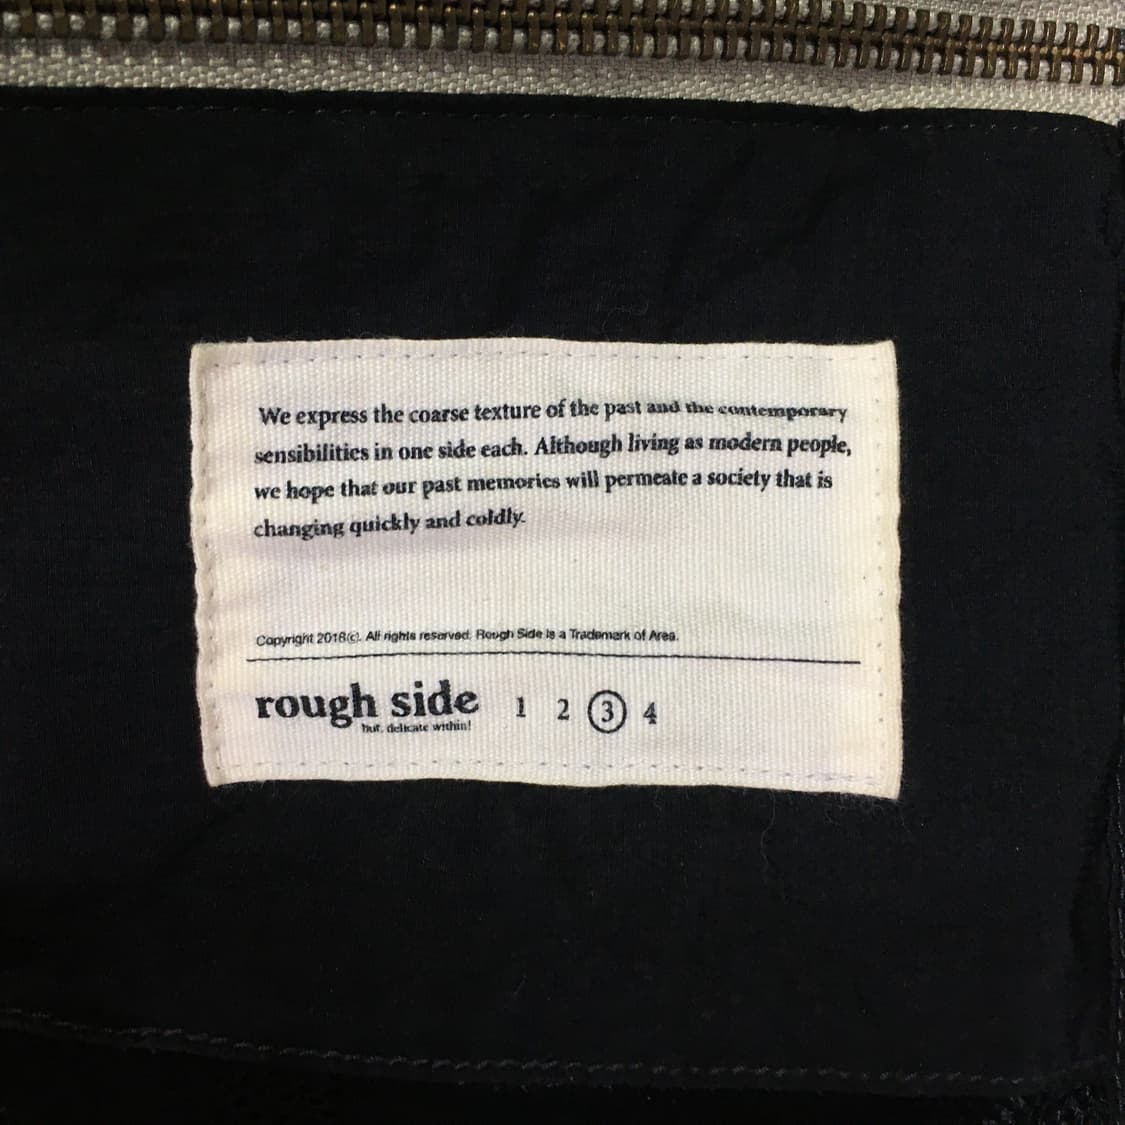 We express the coarse texture of the past and the contemporary
sensibilities in one side each. Although living as modern people,
we hope that our past memories will permeate a society that is
changing quickly and coldly.
Copyright 2018(c). All rights reserved. Rough Side is a Trademark of Area.
rough side 1 2 3 4
but, delicate within!